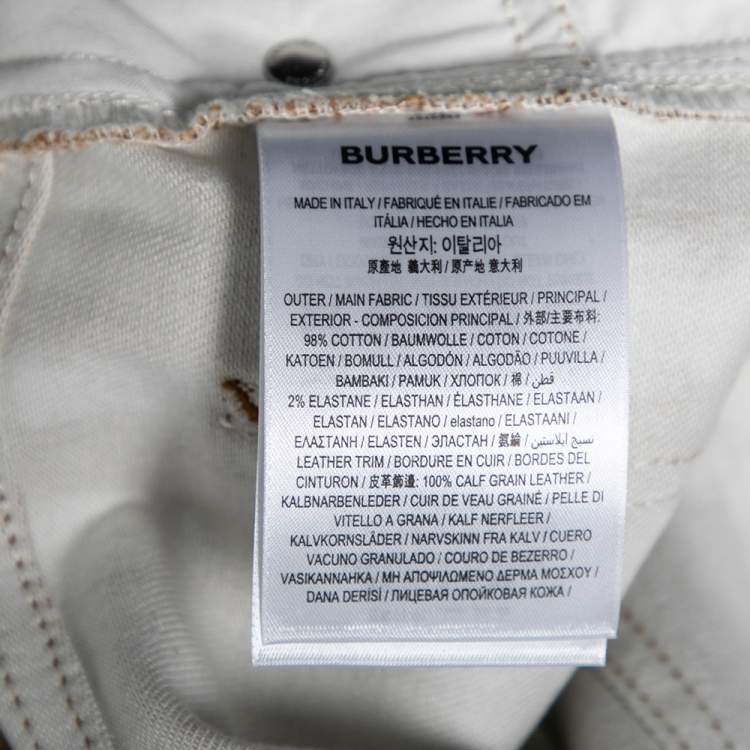 BURBERRY
MADE IN ITALY / FABRIQUÉ EN ITALIE / FABRICADO EM
ITÁLIA / HECHO EN ITALIA
원산지: 이탈리아
原產地 義大利 / 原产地 意大利
OUTER / MAIN FABRIC / TISSU EXTÉRIEUR / PRINCIPAL /
EXTERIOR - COMPOSICION PRINCIPAL / 外部/主要布料:
98% COTTON / BAUMWOLLE / COTON / COTONE /
KATOEN / BOMULL / ALGODÓN / ALGODÃO / PUUVILLA /
BAMBAKI / PAMUK / ХЛОПОК / 棉 / قطن /
2% ELASTANE / ELASTHAN / ÉLASTHANE / ELASTAAN /
ELASTAN / ELASTANO / elastano / ELASTAANI /
ΕΛΑΣΤΑΝΗ / ELASTEN / ЭЛАСТАН / 氨綸 / نسيج ايلاستين /
LEATHER TRIM / BORDURE EN CUIR / BORDES DEL
CINTURON / 皮革飾邊: 100% CALF GRAIN LEATHER /
KALBNARBENLEDER / CUIR DE VEAU GRAINÉ / PELLE DI
VITELLO A GRANA / KALF NERFLEER /
KALVKORNSLÄDER / NARVSKINN FRA KALV / CUERO
VACUNO GRANULADO / COURO DE BEZERRO /
VASIKANNAHKA / ΜΗ ΑΠΟΨΙΛΩΜΕΝΟ ΔΕΡΜΑ ΜΟΣΧΟΥ /
DANA DERİSİ / ЛИЦЕВАЯ ОПОЙКОВАЯ КОЖА /